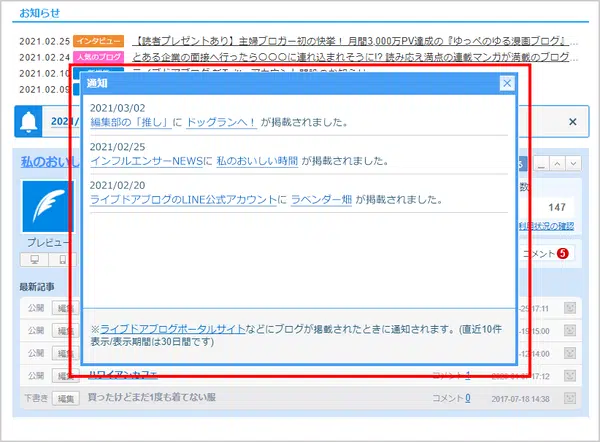 お知らせ
2021.02.25 インタビュー 【読者プレゼントあり】主婦ブロガー初の快挙！ 月間3,000万PV達成の『ゆっぺのゆる漫画ブログ』...
2021.02.24 人気のブログ とある企業の面接へ行ったら〇〇〇に連れ込まれそうに!? 読み応え満点の連載マンガが満載のブログ
2021.02.10
2021.02.09
通知
2021/
2021/03/02
編集部の「推し」に ドッグランへ！ が掲載されました。
2021/02/25
インフルエンサーNEWSに 私のおいしい時間 が掲載されました。
2021/02/20
ライブドアブログのLINE公式アカウントに ラベンダー畑 が掲載されました。
私のおいし
数
147
利用状況の確認
プレビュー
コメント 5
最新記事
公開 編集
公開 編集
公開 編集
※ライブドアブログポータルサイトなどにブログが掲載されたときに通知されます。(直近10件
表示/表示期間は30日間です)
公開 編集 ハワイアンカフェ コメント 1 17:12
下書き 編集 買ったけどまだ1度も着てない服 コメント 0 2017-07-18 14:38